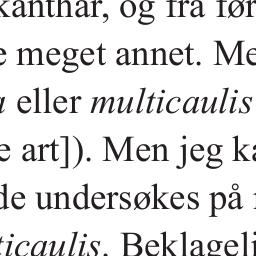 kanthar, og fra før
meget annet. Me
eller multicaulis
e art]). Men jeg ka
de undersøkes på
ticaulis. Beklageli